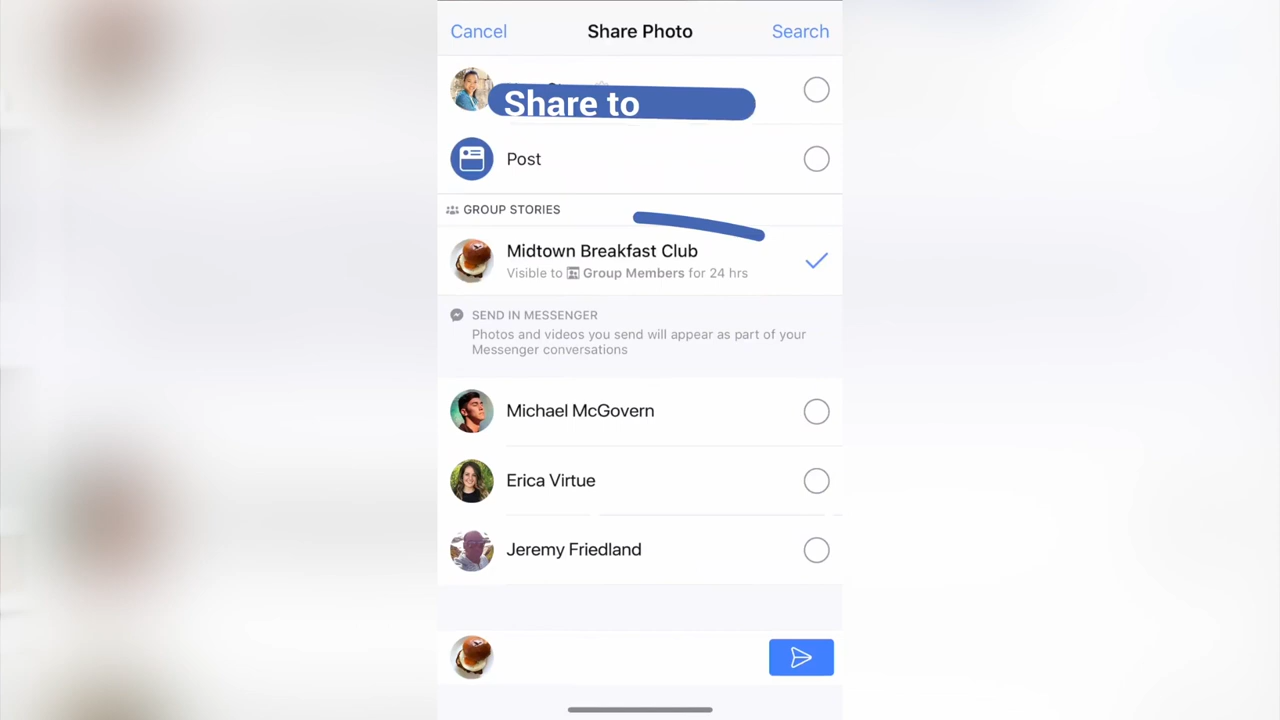 Cancel
Share Photo
Search
Share to
Post
GROUP STORIES
Midtown Breakfast Club
Visible to Group Members for 24 hrs
SEND IN MESSENGER
Photos and videos you send will appear as part of your
Messenger conversations
Michael McGovern
Erica Virtue
Jeremy Friedland